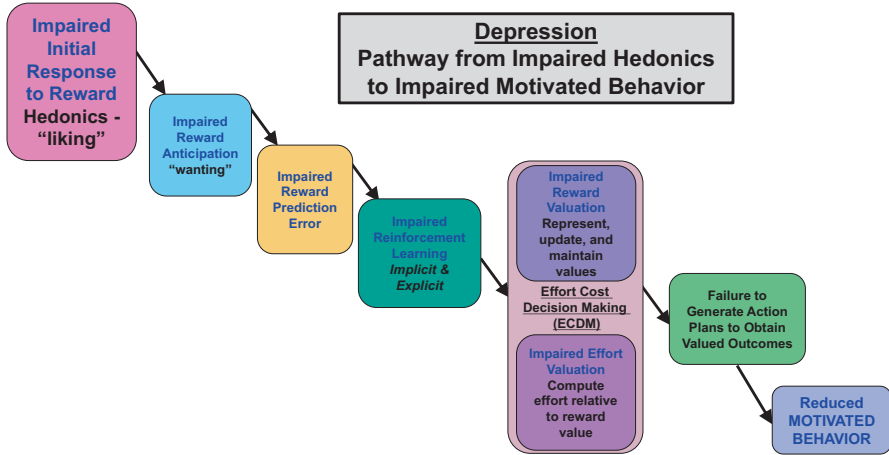 Depression
Pathway from Impaired Hedonics
to Impaired Motivated Behavior
Impaired
Initial
Response
to Reward
Hedonics -
“liking”
Impaired
Reward
Anticipation
“wanting”
Impaired
Reward
Prediction
Error
Impaired
Reinforcement
Learning
Implicit &
Explicit
Impaired
Reward
Valuation
Represent,
update, and
maintain
values
Effort Cost
Decision Making
(ECDM)
Impaired Effort
Valuation
Compute
effort relative
to reward
value
Failure to
Generate Action
Plans to Obtain
Valued Outcomes
Reduced
MOTIVATED
BEHAVIOR